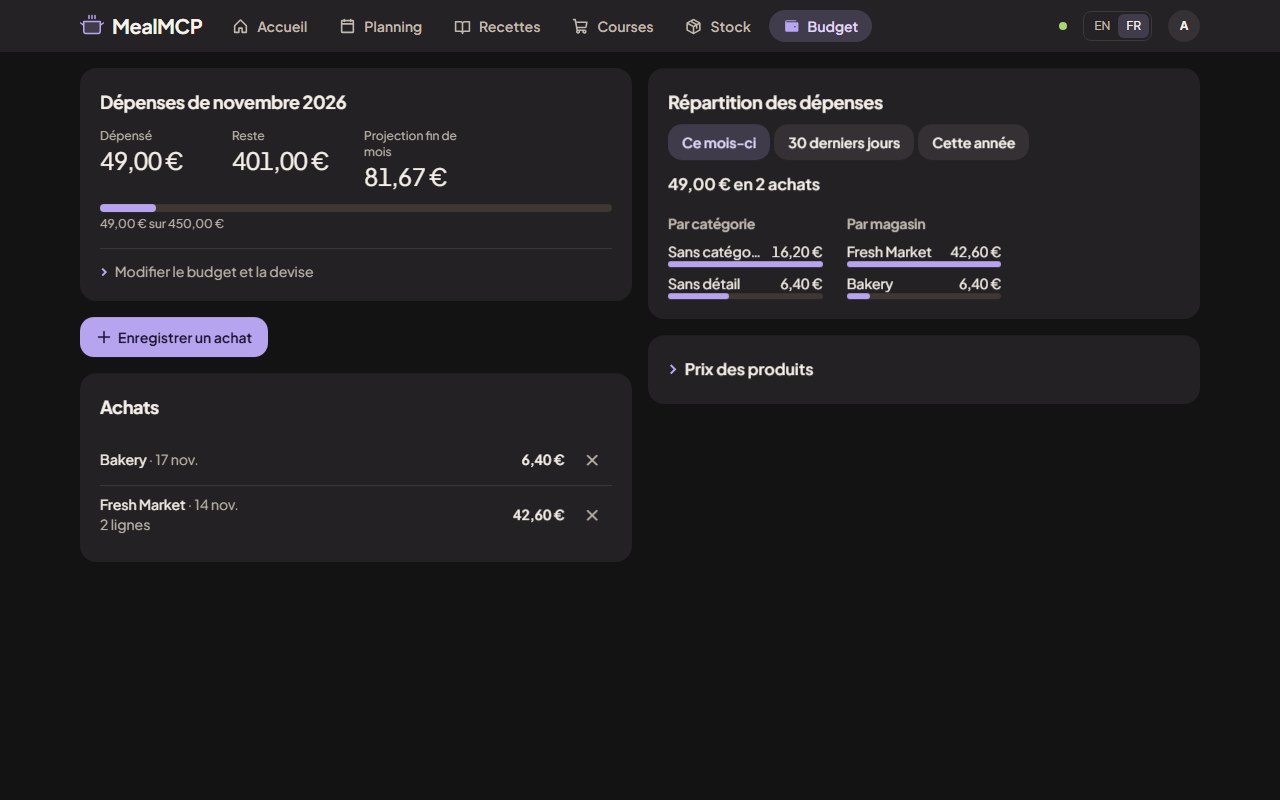 MealMCP
Accueil
Planning
Recettes
Courses
Stock
Budget
EN
FR
A
Dépenses de novembre 2026
Dépensé
49,00 €
Reste
401,00 €
Projection fin de
mois
81,67 €
49,00 € sur 450,00 €
Modifier le budget et la devise
Enregistrer un achat
Achats
Bakery · 17 nov.
6,40 €
Fresh Market · 14 nov.
2 lignes
42,60 €
Répartition des dépenses
Ce mois-ci
30 derniers jours
Cette année
49,00 € en 2 achats
Par catégorie
Sans catégo… 16,20 €
Sans détail 6,40 €
Par magasin
Fresh Market 42,60 €
Bakery 6,40 €
Prix des produits